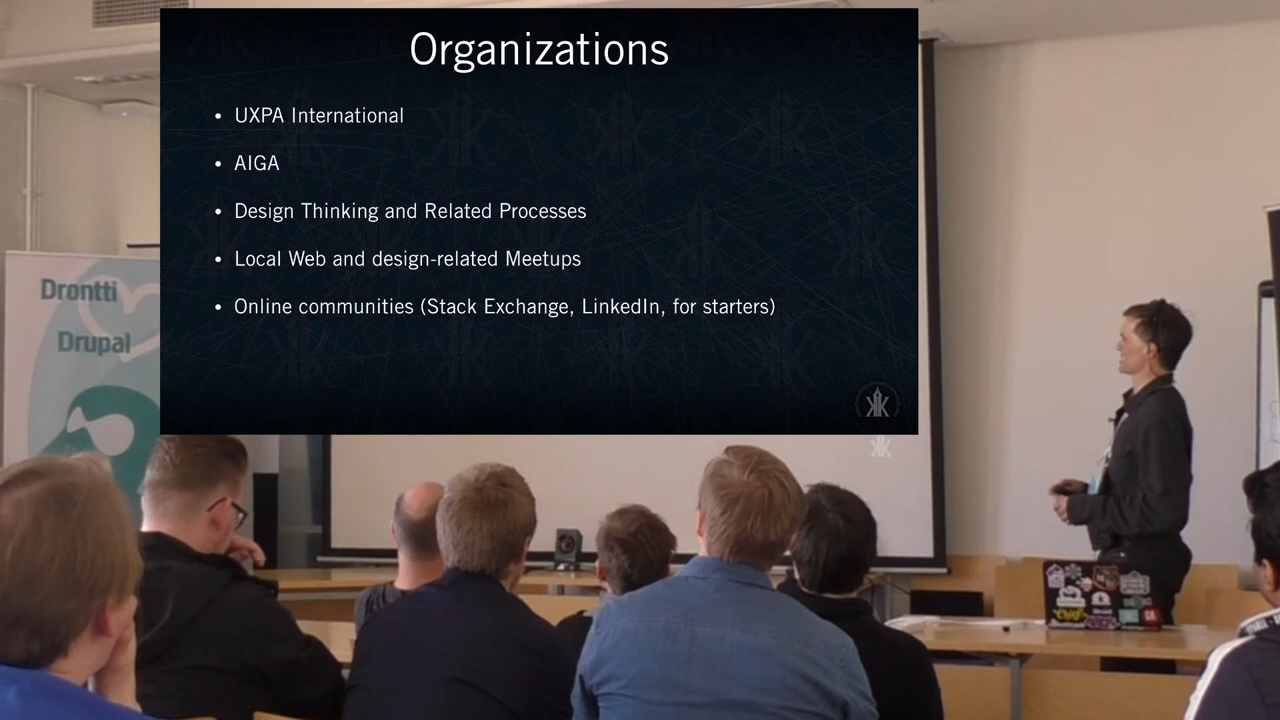 Organizations
• UXPA International
• AIGA
• Design Thinking and Related Processes
• Local Web and design-related Meetups
• Online communities (Stack Exchange, LinkedIn, for starters)
Drontti
Drupal